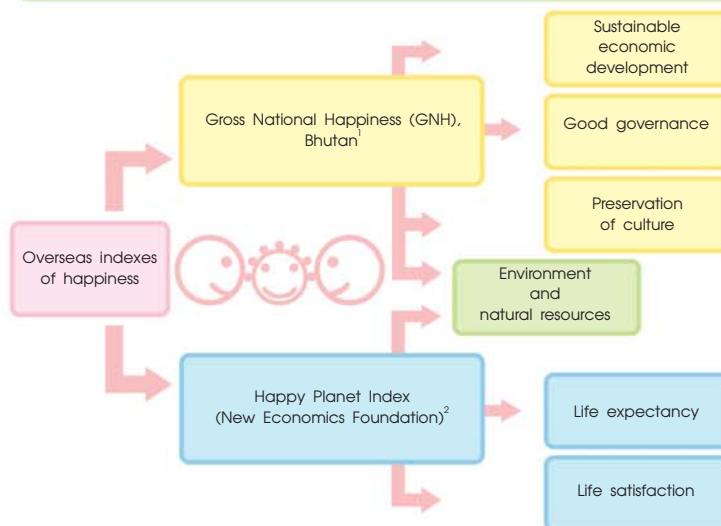 Sustainable
economic
development
Gross National Happiness (GNH),
Bhutan1
Good governance
Preservation
of culture
Overseas indexes
of happiness
Environment
and
natural resources
Happy Planet Index
(New Economics Foundation)2
Life expectancy
Life satisfaction